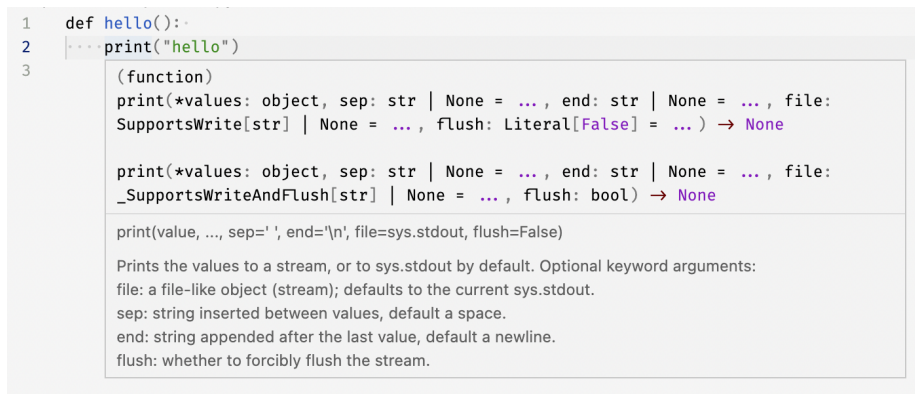 1 def hello():
2 print("hello")
3
(function)
print(*values: object, sep: str | None = ..., end: str | None = ..., file:
SupportsWrite[str] | None = ..., flush: Literal[False] = ...) → None
print(*values: object, sep: str | None = ..., end: str | None = ..., file:
_SupportsWriteAndFlush[str] | None = ..., flush: bool) → None
print(value, ..., sep=' ', end='\n', file=sys.stdout, flush=False)
Prints the values to a stream, or to sys.stdout by default. Optional keyword arguments:
file: a file-like object (stream); defaults to the current sys.stdout.
sep: string inserted between values, default a space.
end: string appended after the last value, default a newline.
flush: whether to forcibly flush the stream.